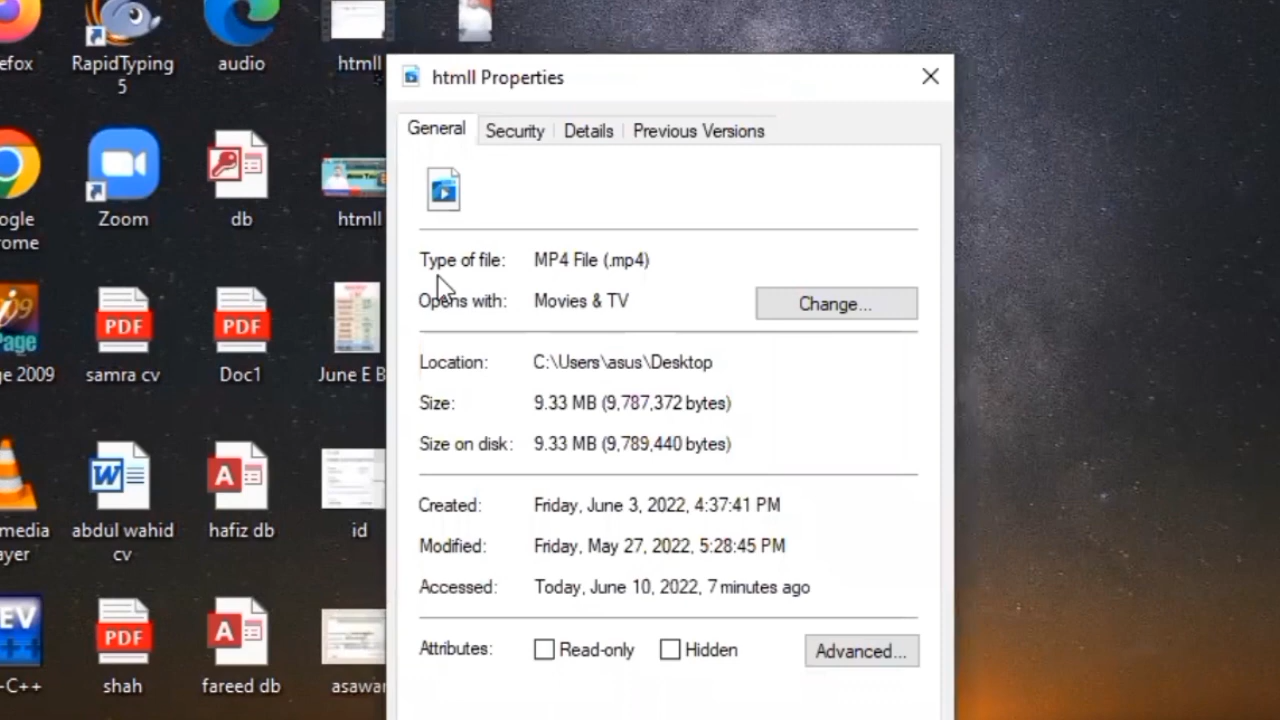 efox
RapidTyping
5
audio
htmll
ogle
rome
Zoom
db
htmll
Page
ge 2009
PDF
samra cv
PDF
Doc1
June E B
media
ayer
W
abdul wahid
cv
A
hafiz db
id
EV
-C++
PDF
shah
A
fareed db
asawar
htmll Properties
General
Security
Details
Previous Versions
Type of file:
MP4 File (.mp4)
Opens with:
Movies & TV
Change...
Location:
C:\Users\asus\Desktop
Size:
9.33 MB (9,787,372 bytes)
Size on disk:
9.33 MB (9,789,440 bytes)
Created:
Friday, June 3, 2022, 4:37:41 PM
Modified:
Friday, May 27, 2022, 5:28:45 PM
Accessed:
Today, June 10, 2022, 7 minutes ago
Attributes:
Read-only
Hidden
Advanced...